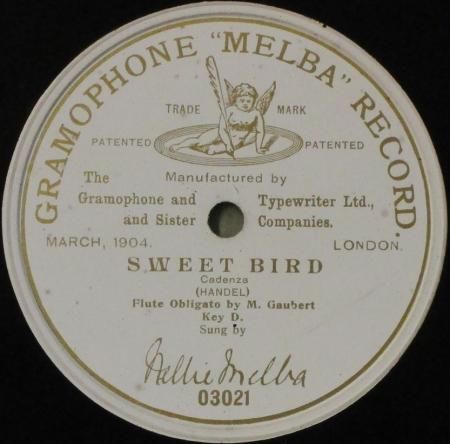 GRAMOPHONE "MELBA" RECORD.
TRADE MARK
PATENTED PATENTED
The Manufactured by
Gramophone and Typewriter Ltd.,
and Sister Companies.
MARCH, 1904. LONDON.
SWEET BIRD
Cadenza
(HANDEL)
Flute Obligato by M. Gaubert
Key D.
Sung by
Nellie Melba
03021